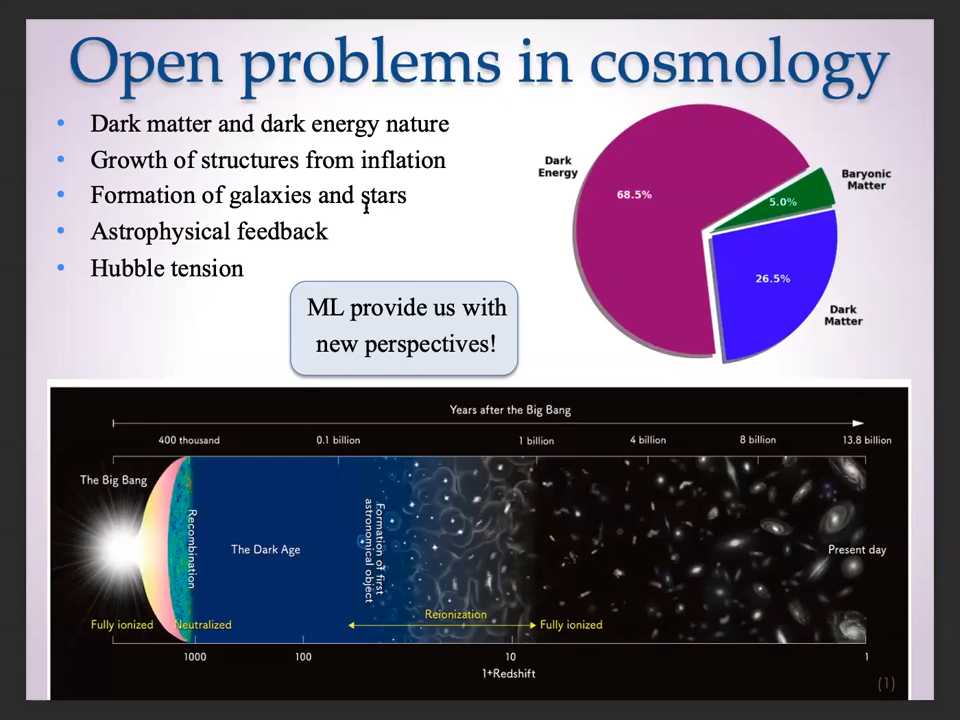 Open problems in cosmology
• Dark matter and dark energy nature
• Growth of structures from inflation
• Formation of galaxies and stars
• Astrophysical feedback
• Hubble tension
ML provide us with
new perspectives!
Dark
Energy
68.5%
Baryonic
Matter
5.0%
26.5%
Dark
Matter
Years after the Big Bang
400 thousand 0.1 billion 1 billion 4 billion 8 billion 13.8 billion
The Big Bang
Recombination
The Dark Age
Formation of first
astronomical object
Present day
Fully ionized Neutralized Reionization Fully ionized
1000 100 10 1
1+Redshift
(1)